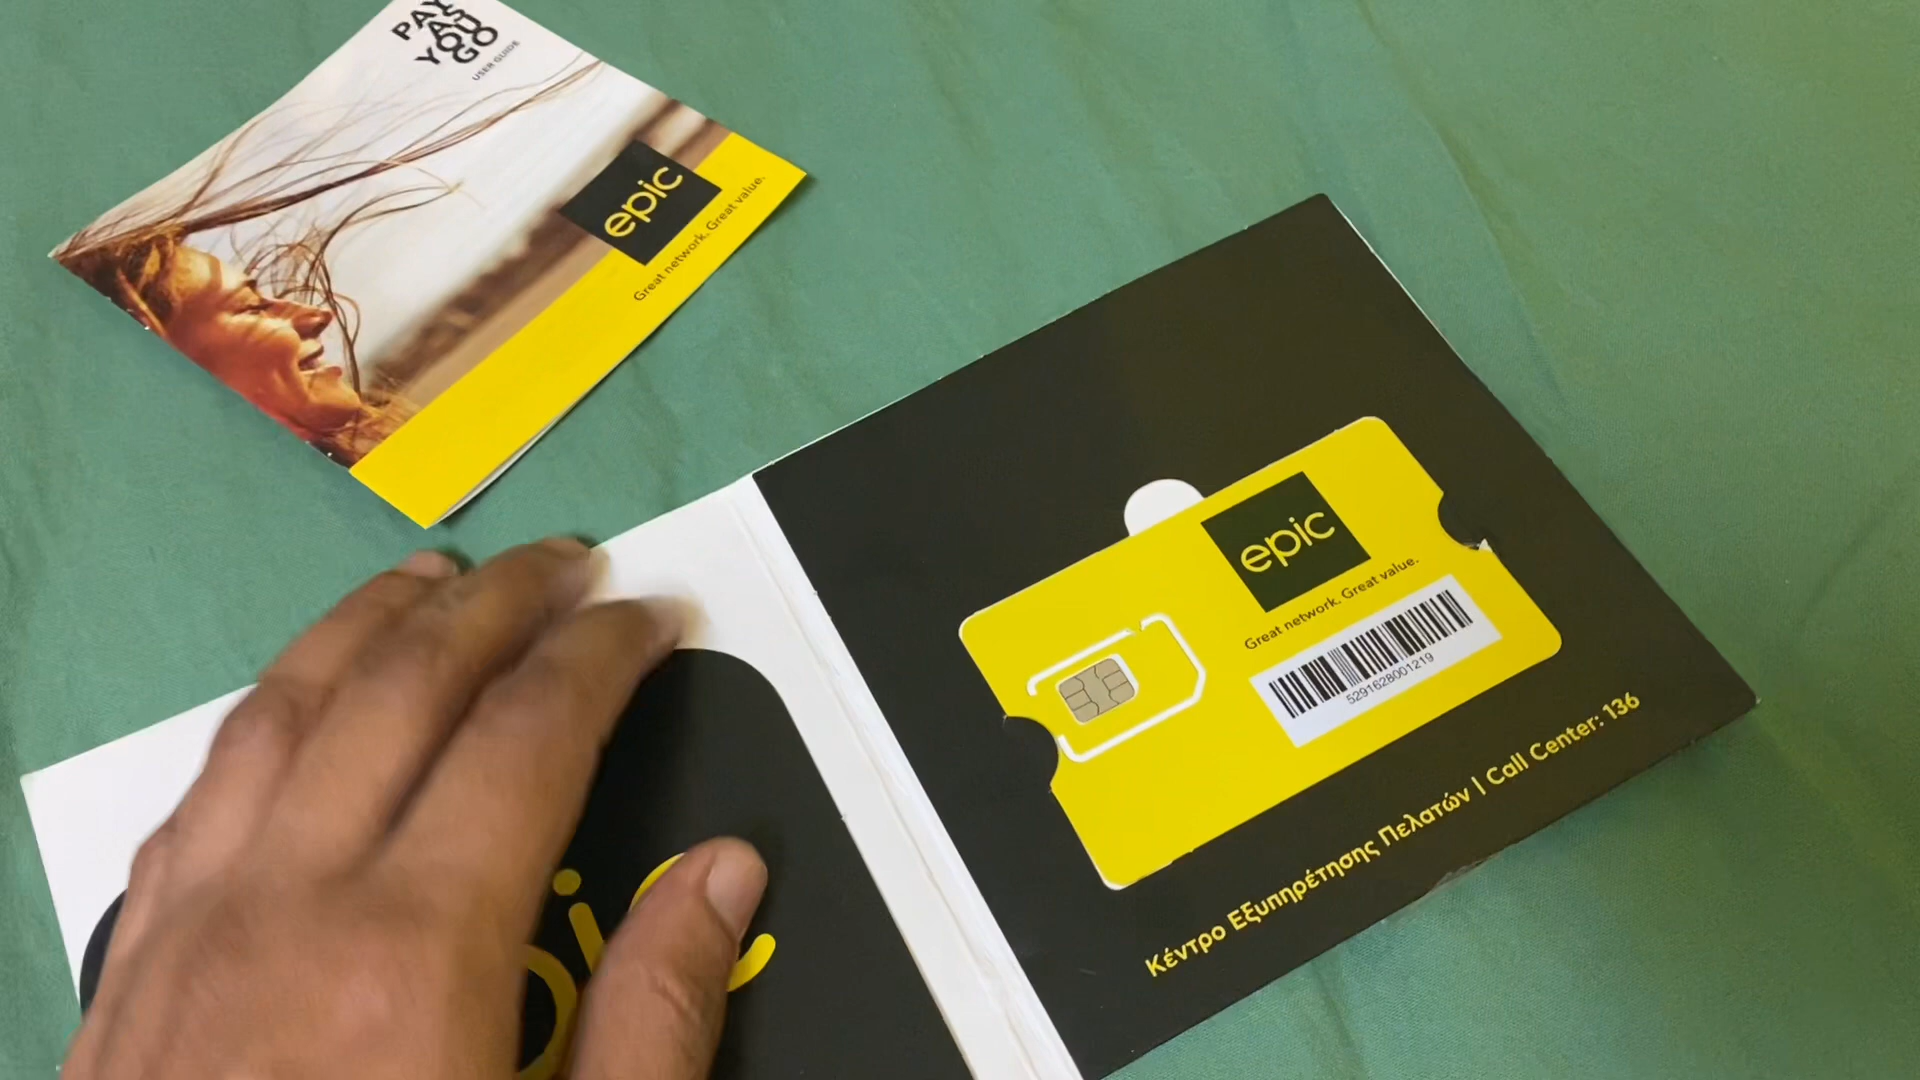 PAY
AS
YOU
GO
USER GUIDE
epic
Great network. Great value.
epic
Great network. Great value.
5291628001219
Κέντρο Εξυπηρέτησης Πελατών | Call Center: 136